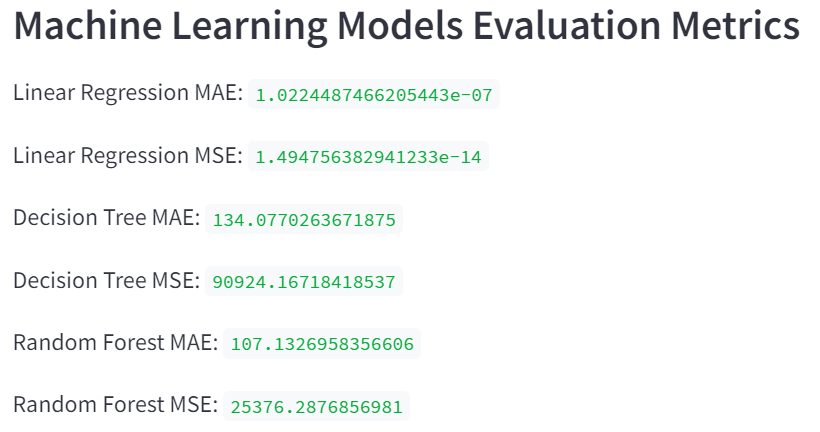 Machine Learning Models Evaluation Metrics
Linear Regression MAE: 1.0224487466205443e-07
Linear Regression MSE: 1.494756382941233e-14
Decision Tree MAE: 134.0770263671875
Decision Tree MSE: 90924.16718418537
Random Forest MAE: 107.1326958356606
Random Forest MSE: 25376.2876856981